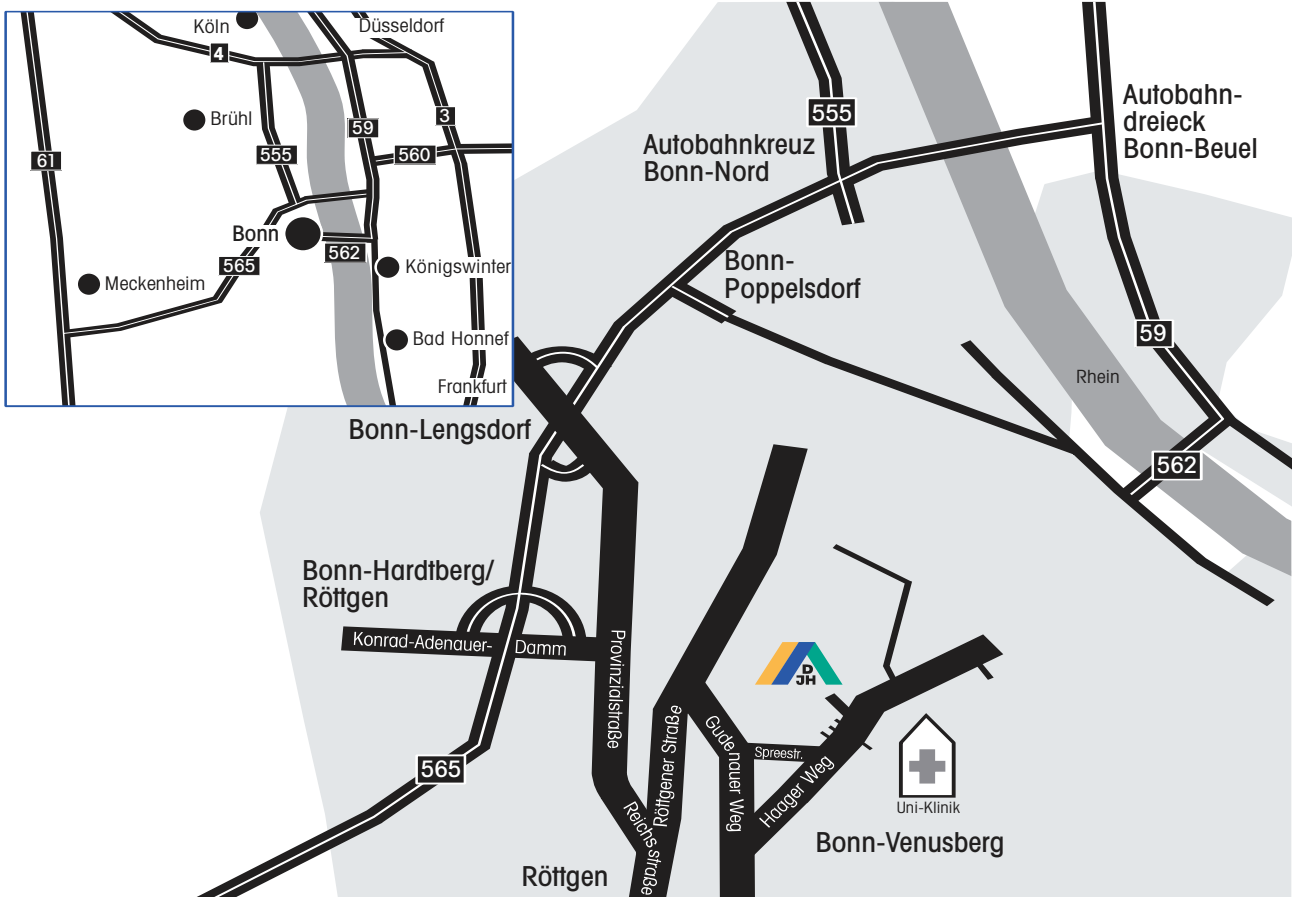 Köln
Düsseldorf
4
Brühl
59
3
61
555
560
Bonn
562
565
Königswinter
Meckenheim
Bad Honnef
Frankfurt
555
Autobahn-
dreieck
Bonn-Beuel
Autobahnkreuz
Bonn-Nord
Bonn-
Poppelsdorf
59
Rhein
Bonn-Lengsdorf
562
Bonn-Hardtberg/
Röttgen
Konrad-Adenauer-
Damm
Provinzialstraße
D
JH
Röttgener Straße
Gudenauer Weg
Spreestr.
Haager Weg
565
Reichsstraße
Uni-Klinik
Bonn-Venusberg
Röttgen